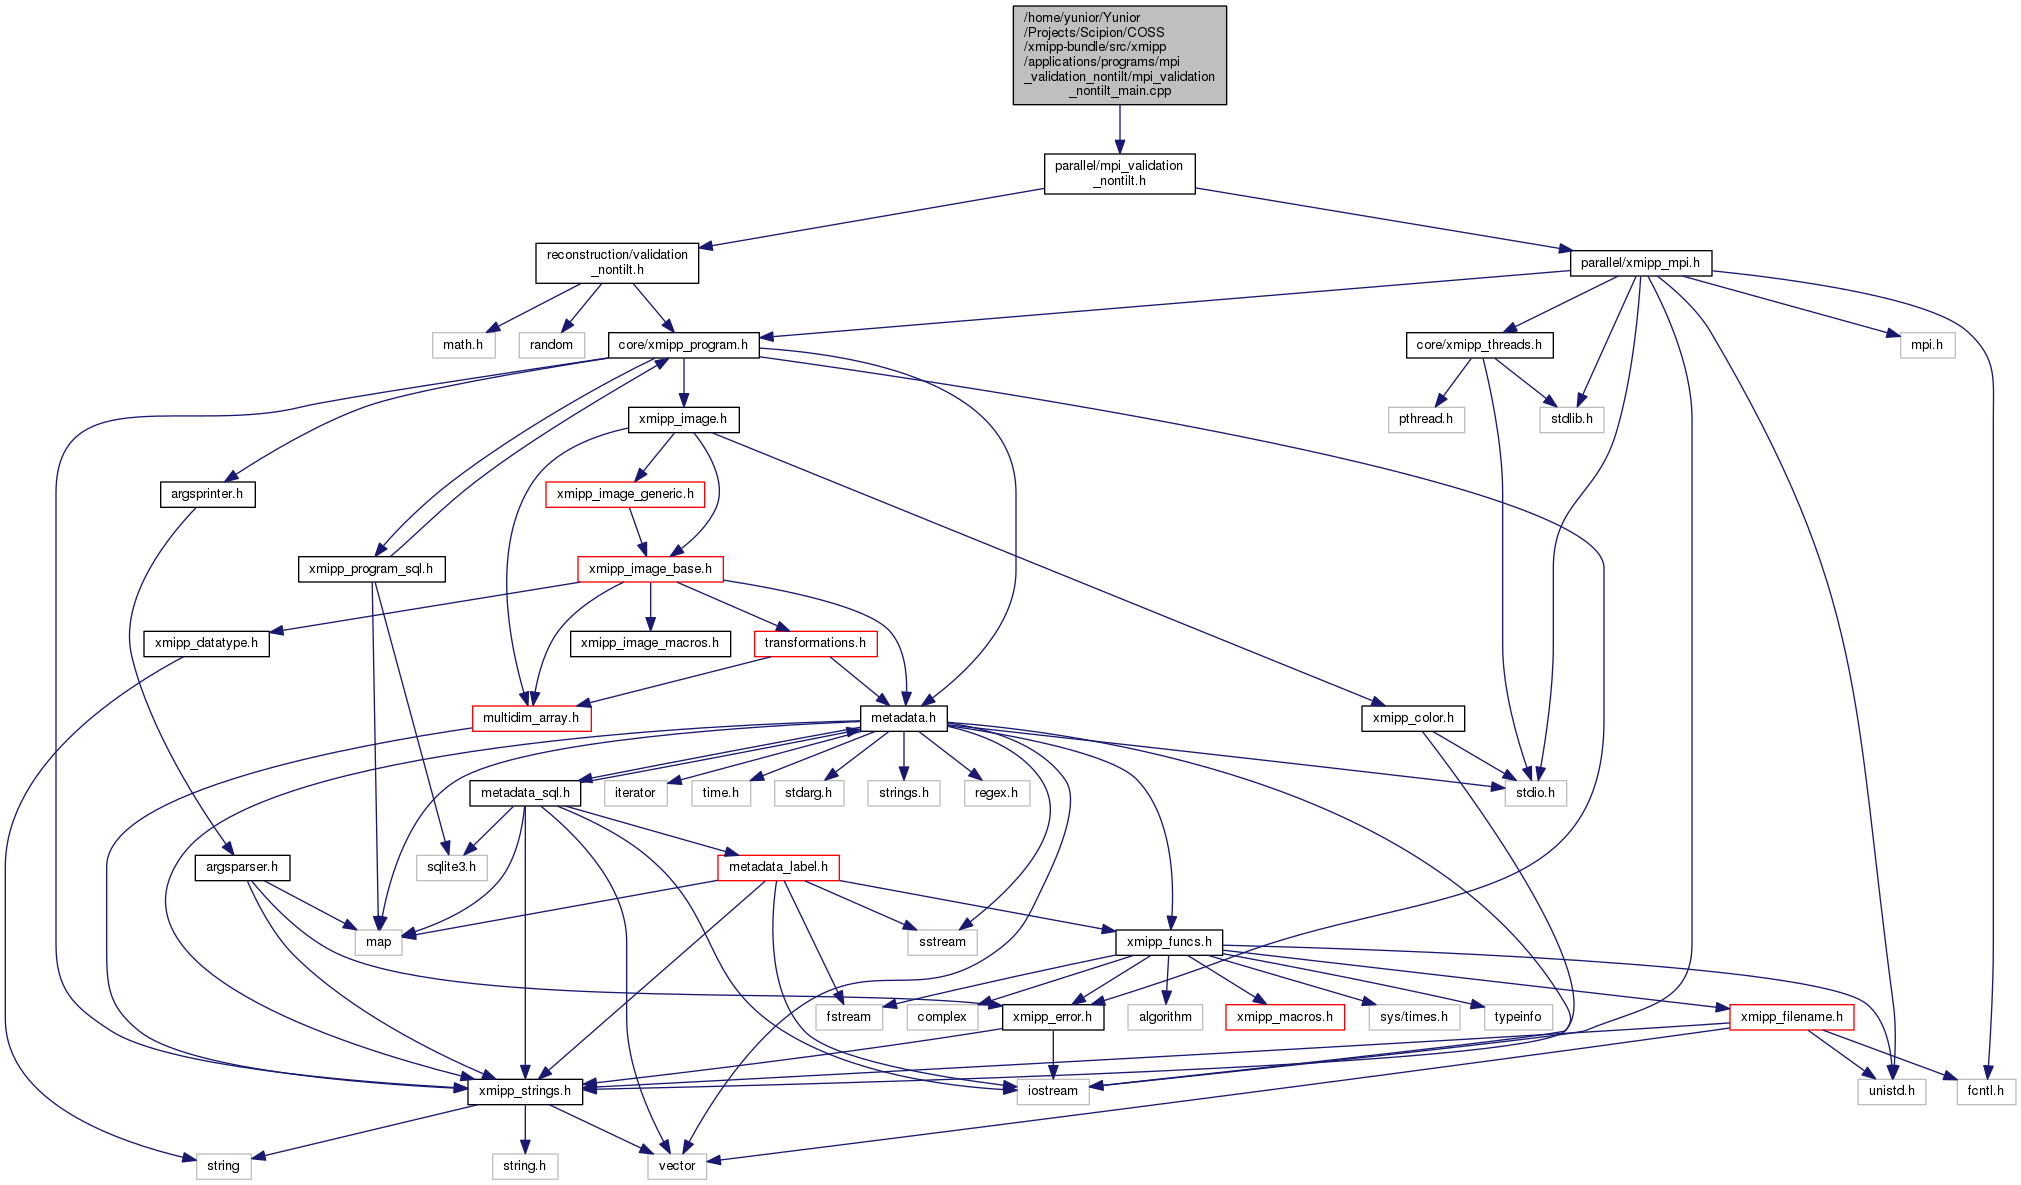 /home/yunior/Yunior
/Projects/Scipion/COSS
/xmipp-bundle/src/xmipp
/applications/programs/mpi
_validation_nontilt/mpi_validation
_nontilt_main.cpp
parallel/mpi_validation
_nontilt.h
reconstruction/validation
_nontilt.h
parallel/xmipp_mpi.h
math.h
random
core/xmipp_program.h
core/xmipp_threads.h
mpi.h
xmipp_image.h
pthread.h
stdlib.h
argsprinter.h
xmipp_image_generic.h
xmipp_program_sql.h
xmipp_image_base.h
xmipp_datatype.h
xmipp_image_macros.h
transformations.h
multidim_array.h
metadata.h
xmipp_color.h
metadata_sql.h
iterator
time.h
stdarg.h
strings.h
regex.h
stdio.h
argsparser.h
sqlite3.h
metadata_label.h
map
sstream
xmipp_funcs.h
fstream
complex
xmipp_error.h
algorithm
xmipp_macros.h
sys/times.h
typeinfo
xmipp_filename.h
xmipp_strings.h
iostream
unistd.h
fcntl.h
string
string.h
vector